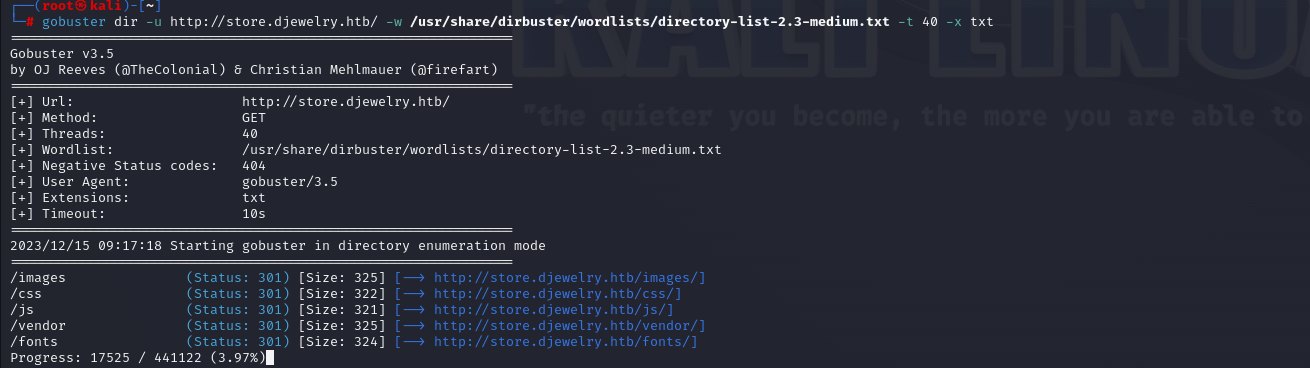 ┌──(root㉿kali)-[~]
└─# gobuster dir -u http://store.djewelry.htb/ -w /usr/share/dirbuster/wordlists/directory-list-2.3-medium.txt -t 40 -x txt
===============================================================
Gobuster v3.5
by OJ Reeves (@TheColonial) & Christian Mehlmauer (@firefart)
===============================================================
[+] Url:                     http://store.djewelry.htb/
[+] Method:                  GET
[+] Threads:                 40
[+] Wordlist:                /usr/share/dirbuster/wordlists/directory-list-2.3-medium.txt
[+] Negative Status codes:   404
[+] User Agent:              gobuster/3.5
[+] Extensions:              txt
[+] Timeout:                 10s
===============================================================
2023/12/15 09:17:18 Starting gobuster in directory enumeration mode
===============================================================
/images               (Status: 301) [Size: 325] [--> http://store.djewelry.htb/images/]
/css                  (Status: 301) [Size: 322] [--> http://store.djewelry.htb/css/]
/js                   (Status: 301) [Size: 321] [--> http://store.djewelry.htb/js/]
/vendor               (Status: 301) [Size: 325] [--> http://store.djewelry.htb/vendor/]
/fonts                (Status: 301) [Size: 324] [--> http://store.djewelry.htb/fonts/]
Progress: 17525 / 441122 (3.97%)
KALI LINU
"the quieter you become, the more you are able to